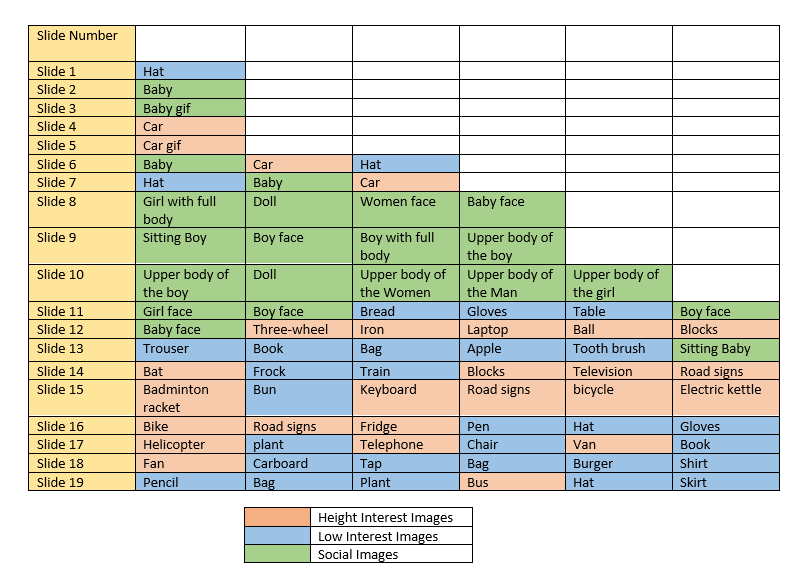 Slide Number
Slide 1 Hat
Slide 2 Baby
Slide 3 Baby gif
Slide 4 Car
Slide 5 Car gif
Slide 6 Baby Car Hat
Slide 7 Hat Baby Car
Slide 8 Girl with full body Doll Women face Baby face
Slide 9 Sitting Boy Boy face Boy with full body Upper body of the boy
Slide 10 Upper body of the boy Doll Upper body of the Women Upper body of the Man Upper body of the girl
Slide 11 Girl face Boy face Bread Gloves Table Boy face
Slide 12 Baby face Three-wheel Iron Laptop Ball Blocks
Slide 13 Trouser Book Bag Apple Tooth brush Sitting Baby
Slide 14 Bat Frock Train Blocks Television Road signs
Slide 15 Badminton racket Bun Keyboard Road signs bicycle Electric kettle
Slide 16 Bike Road signs Fridge Pen Hat Gloves
Slide 17 Helicopter plant Telephone Chair Van Book
Slide 18 Fan Carboard Tap Bag Burger Shirt
Slide 19 Pencil Bag Plant Bus Hat Skirt
Height Interest Images
Low Interest Images
Social Images